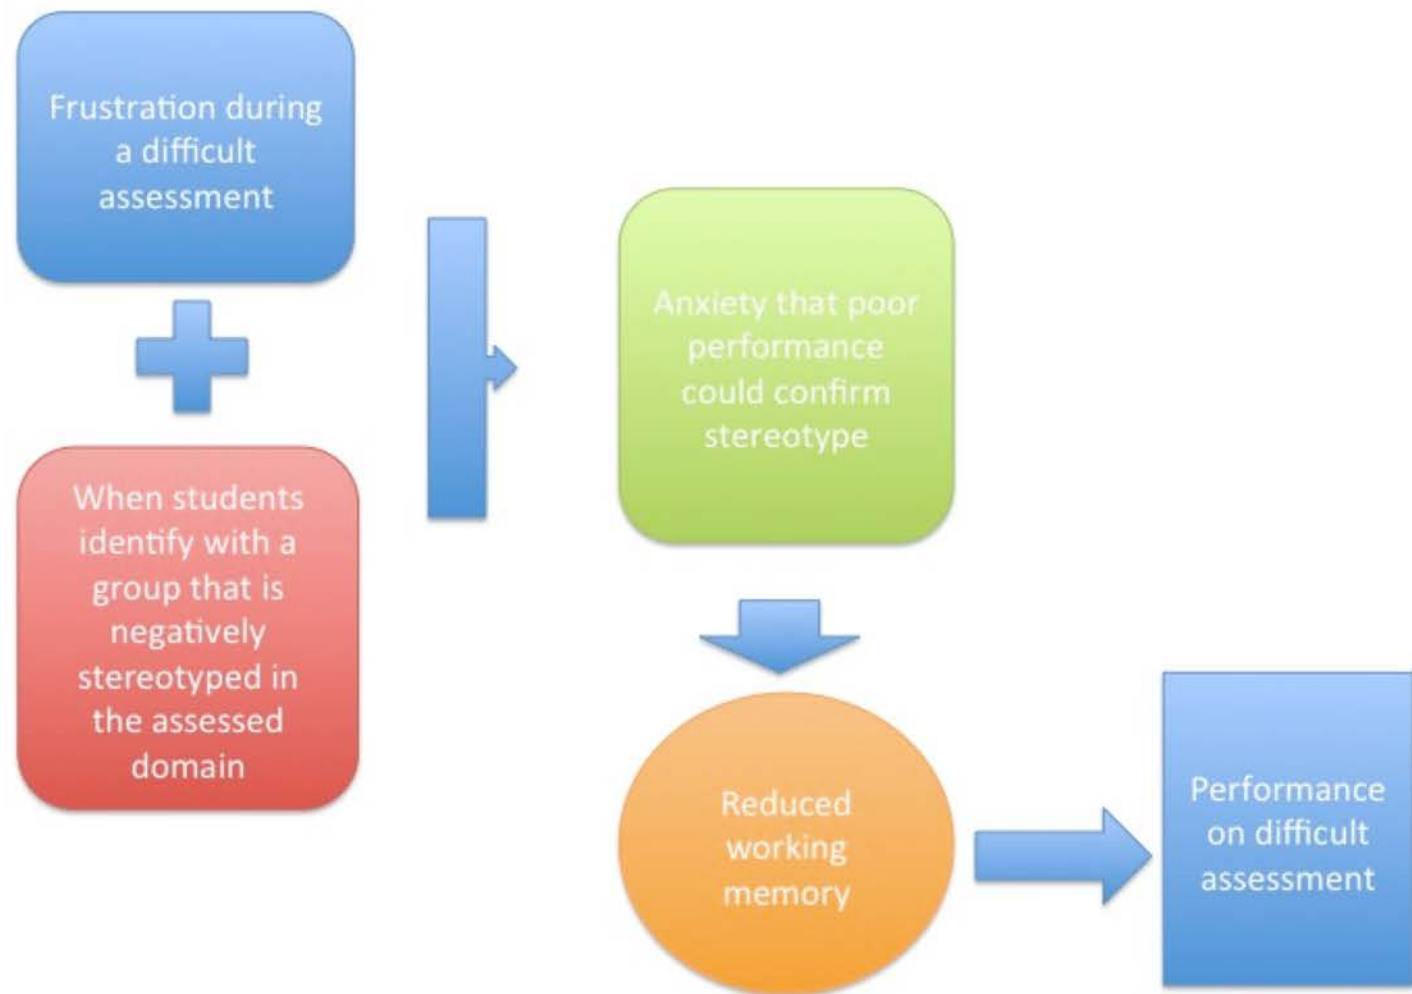 Frustration during
a difficult
assessment
When students
identify with a
group that is
negatively
stereotyped in
the assessed
domain
Anxiety that poor
performance
could confirm
stereotype
Reduced
working
memory
Performance
on difficult
assessment